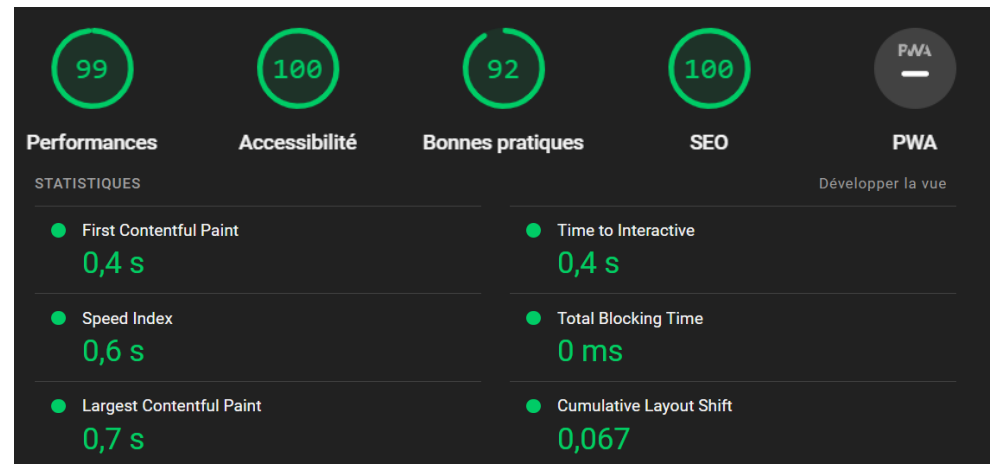 99
100
92
100
PWA
Performances
Accessibilité
Bonnes pratiques
SEO
PWA
STATISTIQUES
Développer la vue
First Contentful Paint
0,4 s
Time to Interactive
0,4 s
Speed Index
0,6 s
Total Blocking Time
0 ms
Largest Contentful Paint
0,7 s
Cumulative Layout Shift
0,067